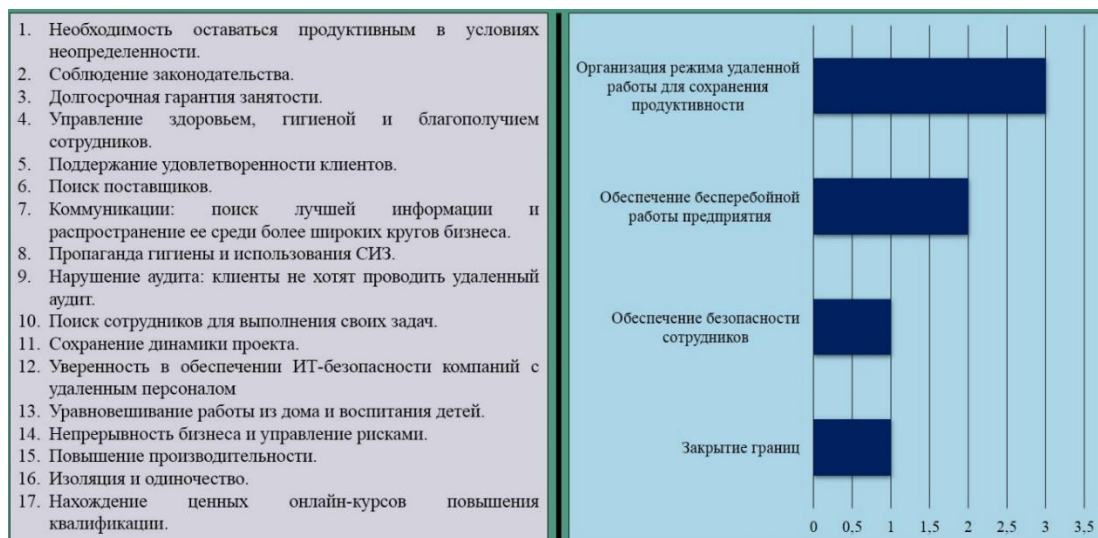 1. Необходимость оставаться продуктивным в условиях
неопределенности.
2. Соблюдение законодательства.
3. Долгосрочная гарантия занятости.
4. Управление здоровьем, гигиеной и благополучием
сотрудников.
5. Поддержание удовлетворенности клиентов.
6. Поиск поставщиков.
7. Коммуникации: поиск лучшей информации и
распространение ее среди более широких кругов бизнеса.
8. Пропаганда гигиены и использования СИЗ.
9. Нарушение аудита: клиенты не хотят проводить удаленный
аудит.
10. Поиск сотрудников для выполнения своих задач.
11. Сохранение динамики проекта.
12. Уверенность в обеспечении ИТ-безопасности компаний с
удаленным персоналом
13. Уравновешивание работы из дома и воспитания детей.
14. Непрерывность бизнеса и управление рисками.
15. Повышение производительности.
16. Изоляция и одиночество.
17. Нахождение ценных онлайн-курсов повышения
квалификации.
Организация режима удаленной
работы для сохранения
продуктивности
Обеспечение бесперебойной
работы предприятия
Обеспечение безопасности
сотрудников
Закрытие границ
0 0,5 1 1,5 2 2,5 3 3,5